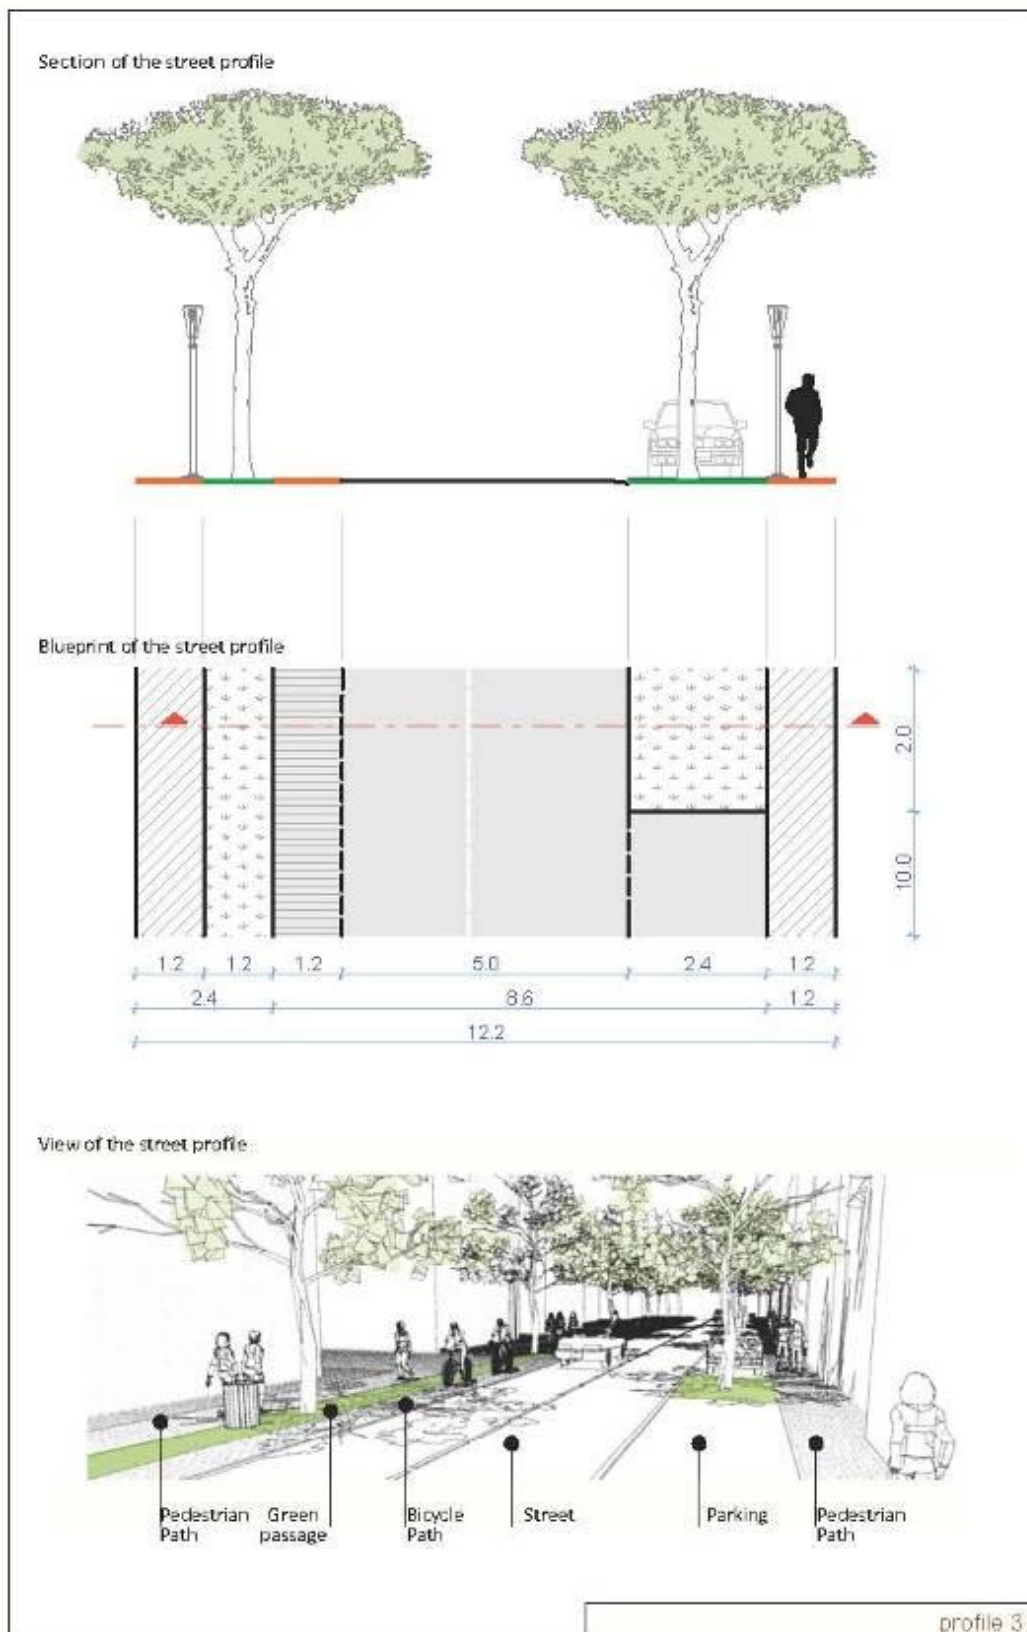 Section of the street profile
Blueprint of the street profile
2.0
10.0
1.2 1.2 1.2 5.0 2.4 1.2
2.4 8.6 1.2
12.2
View of the street profile
Pedestrian Path
Green passage
Bicycle Path
Street
Parking
Pedestrian Path
profile 3